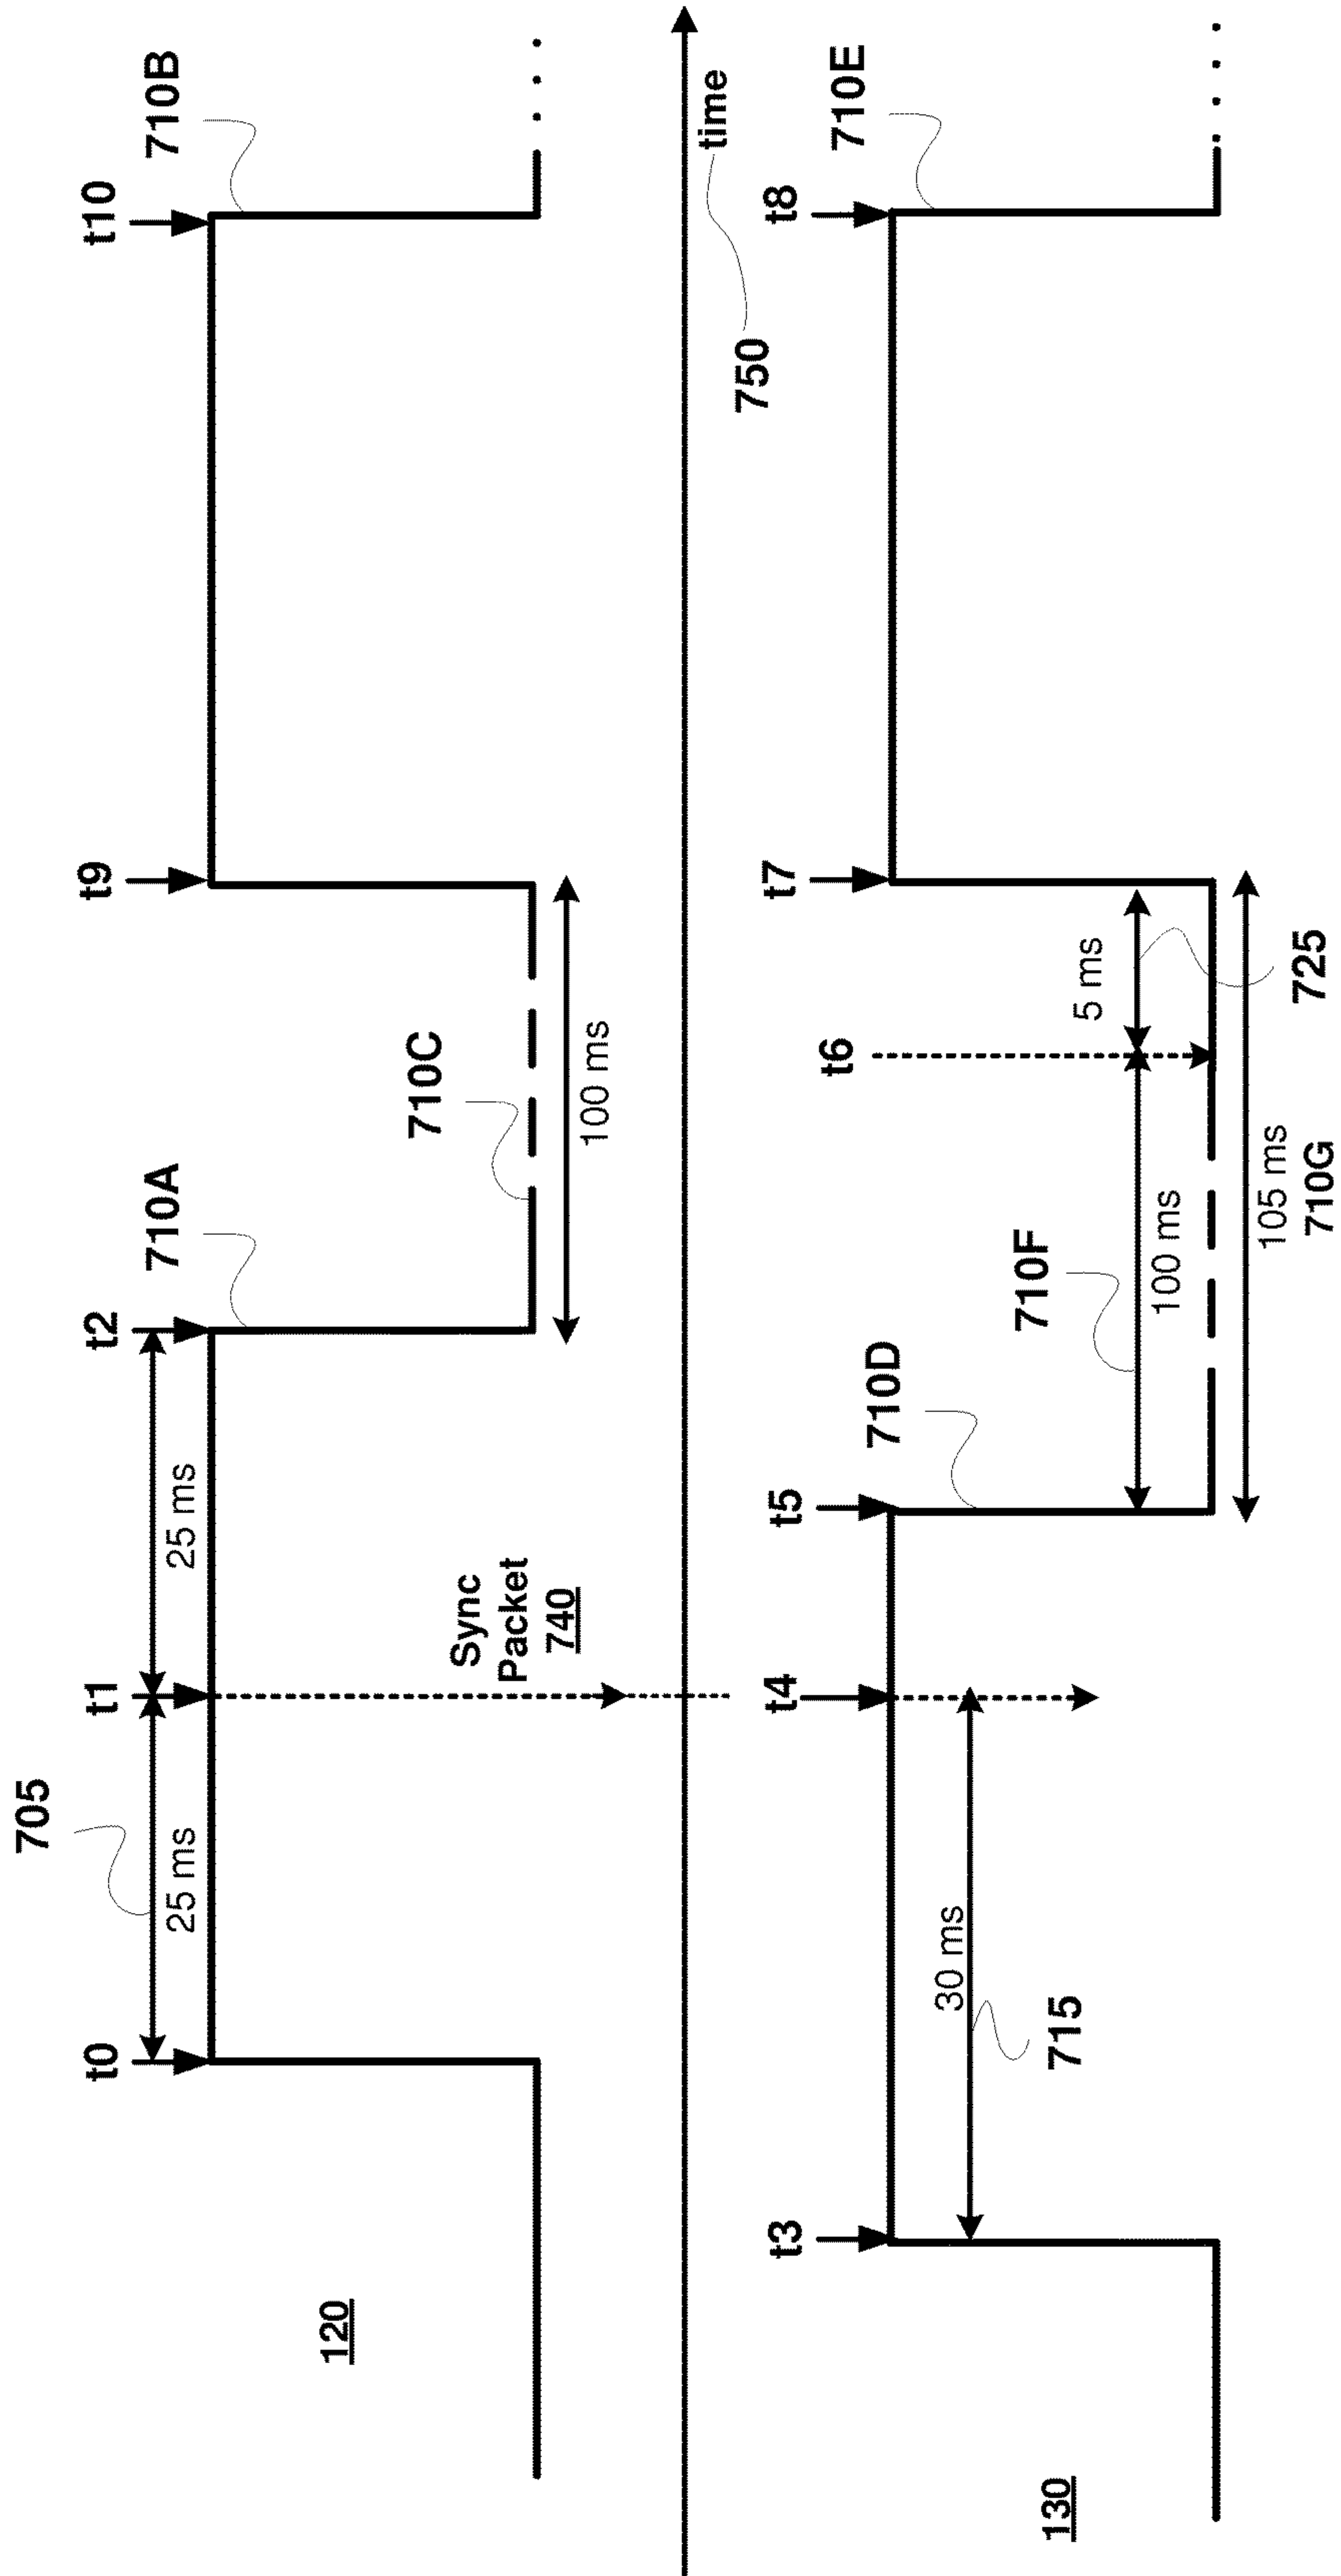 120
705
t0
25 ms
t1
25 ms
t2
710A
t9
t10
710B
Sync
Packet
740
710C
100 ms
750
time
130
t3
30 ms
715
t4
t5
710D
710F
100 ms
t6
5 ms
t7
t8
710E
105 ms
710G
725